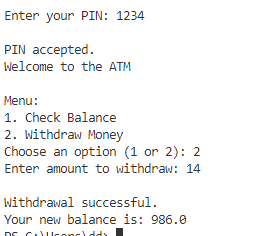 Enter your PIN: 1234
PIN accepted.
Welcome to the ATM
Menu:
1. Check Balance
2. Withdraw Money
Choose an option (1 or 2): 2
Enter amount to withdraw: 14
Withdrawal successful.
Your new balance is: 986.0
PS C:\Users\dd>